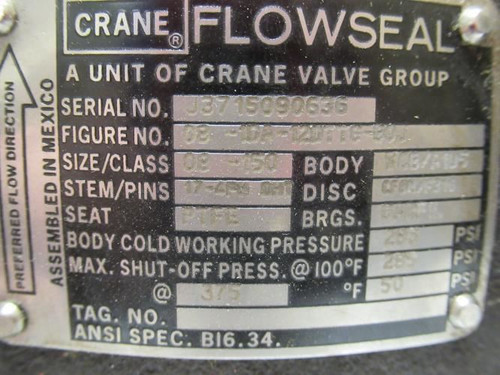 CRANE® FLOWSEAL
A UNIT OF CRANE VALVE GROUP
SERIAL NO.
FIGURE NO.
SIZE/CLASS 08 -150 BODY
STEM/PINS DISC
SEAT BRGS.
BODY COLD WORKING PRESSURE 285 PSI
MAX. SHUT-OFF PRESS. @ 100°F 285 PSI
@ 375 °F 50 PSI
TAG. NO.
ANSI SPEC. B16.34.
PREFERRED FLOW DIRECTION
ASSEMBLED IN MEXICO